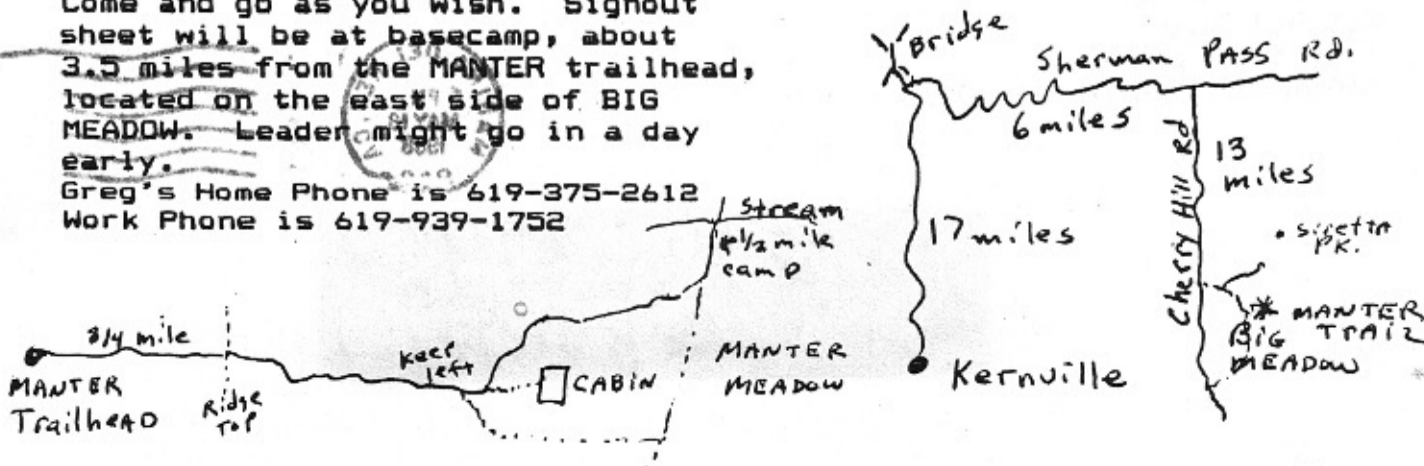 Come and go as you wish. Signout
sheet will be at basecamp, about
3.5 miles from the MANTER trailhead,
located on the east side of BIG
MEADOW. Leader might go in a day
early.
Greg's Home Phone is 619-375-2612
Work Phone is 619-939-1752
Bridge
Sherman PASS Rd.
6 miles
Cherry Hill Rd
13
miles
17 miles
Kernville
• Siretta
PK.
MANTER
TRAIL
BIG
MEADOW
stream
1/2 mile
camp
3/4 mile
MANTER
TrailheAD
Ridge
TOP
Keep
left
CABIN
MANTER
MEADOW